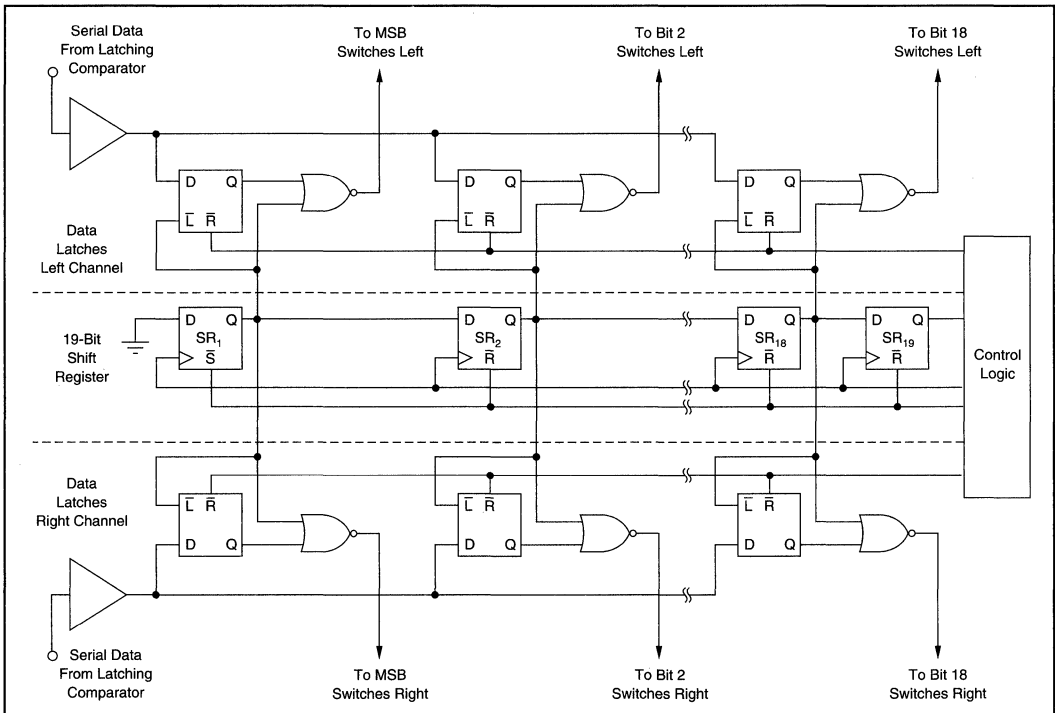 Serial Data
From Latching
Comparator
To MSB
Switches Left
To Bit 2
Switches Left
To Bit 18
Switches Left
D Q
L̅ R̅
D Q
L̅ R̅
D Q
L̅ R̅
Data
Latches
Left Channel
19-Bit
Shift
Register
D Q
SR₁
S̅
D Q
SR₂
R̅
D Q
SR₁₈
R̅
D Q
SR₁₉
R̅
Control
Logic
Data
Latches
Right Channel
L̅ R̅
D Q
L̅ R̅
D Q
L̅ R̅
D Q
Serial Data
From Latching
Comparator
To MSB
Switches Right
To Bit 2
Switches Right
To Bit 18
Switches Right